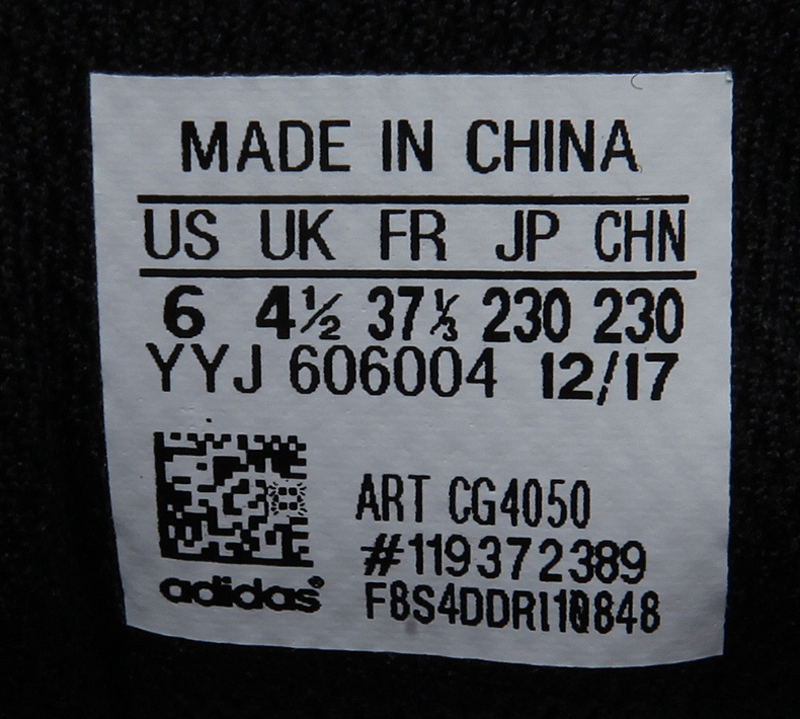 MADE IN CHINA
US UK FR JP CHN
6 4½ 37⅓ 230 230
YYJ 606004 12/17
ART CG4050
#119372389
adidas®